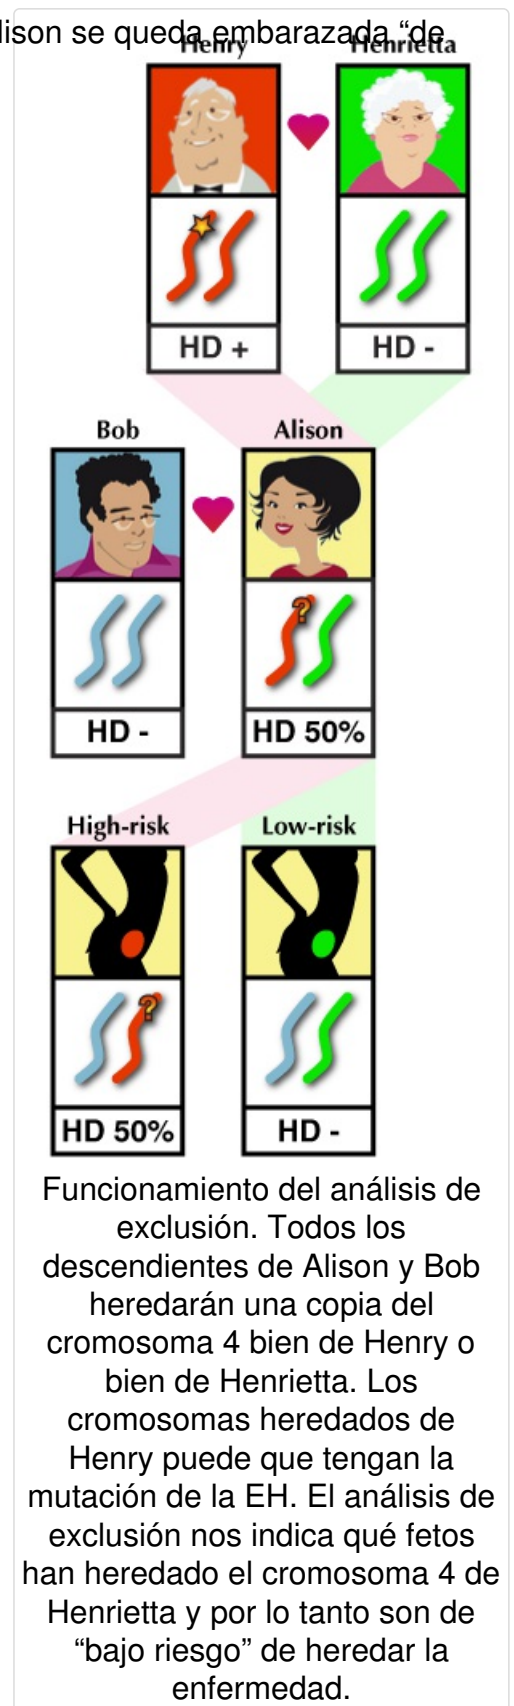 lison se queda embarazada “de
Henry Henrietta
HD + HD -
Bob Alison
?
HD - HD 50%
High-risk Low-risk
?
HD 50% HD -
Funcionamiento del análisis de
exclusión. Todos los
descendientes de Alison y Bob
heredarán una copia del
cromosoma 4 bien de Henry o
bien de Henrietta. Los
cromosomas heredados de
Henry puede que tengan la
mutación de la EH. El análisis de
exclusión nos indica qué fetos
han heredado el cromosoma 4 de
Henrietta y por lo tanto son de
“bajo riesgo” de heredar la
enfermedad.